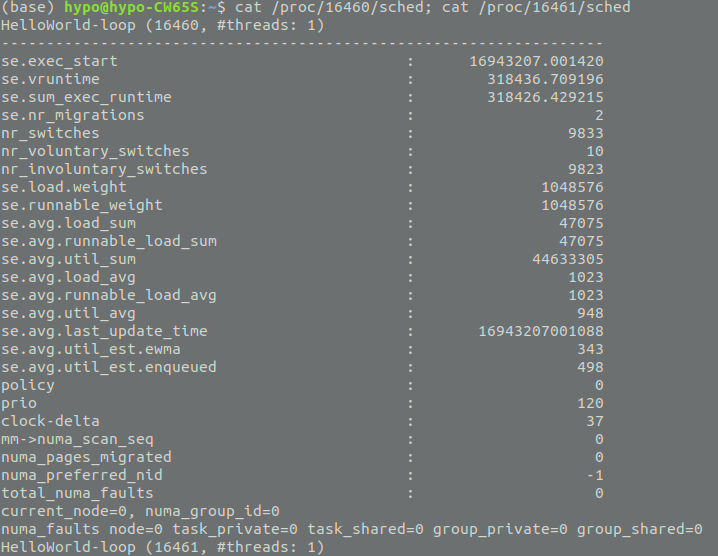 (base) hypo@hypo-CW65S:~$ cat /proc/16460/sched; cat /proc/16461/sched
HelloWorld-loop (16460, #threads: 1)
-------------------------------------------------------------------
se.exec_start : 16943207.001420
se.vruntime : 318436.709196
se.sum_exec_runtime : 318426.429215
se.nr_migrations : 2
nr_switches : 9833
nr_voluntary_switches : 10
nr_involuntary_switches : 9823
se.load.weight : 1048576
se.runnable_weight : 1048576
se.avg.load_sum : 47075
se.avg.runnable_load_sum : 47075
se.avg.util_sum : 44633305
se.avg.load_avg : 1023
se.avg.runnable_load_avg : 1023
se.avg.util_avg : 948
se.avg.last_update_time : 16943207001088
se.avg.util_est.ewma : 343
se.avg.util_est.enqueued : 498
policy : 0
prio : 120
clock-delta : 37
mm->numa_scan_seq : 0
numa_pages_migrated : 0
numa_preferred_nid : -1
total_numa_faults : 0
current_node=0, numa_group_id=0
numa_faults node=0 task_private=0 task_shared=0 group_private=0 group_shared=0
HelloWorld-loop (16461, #threads: 1)